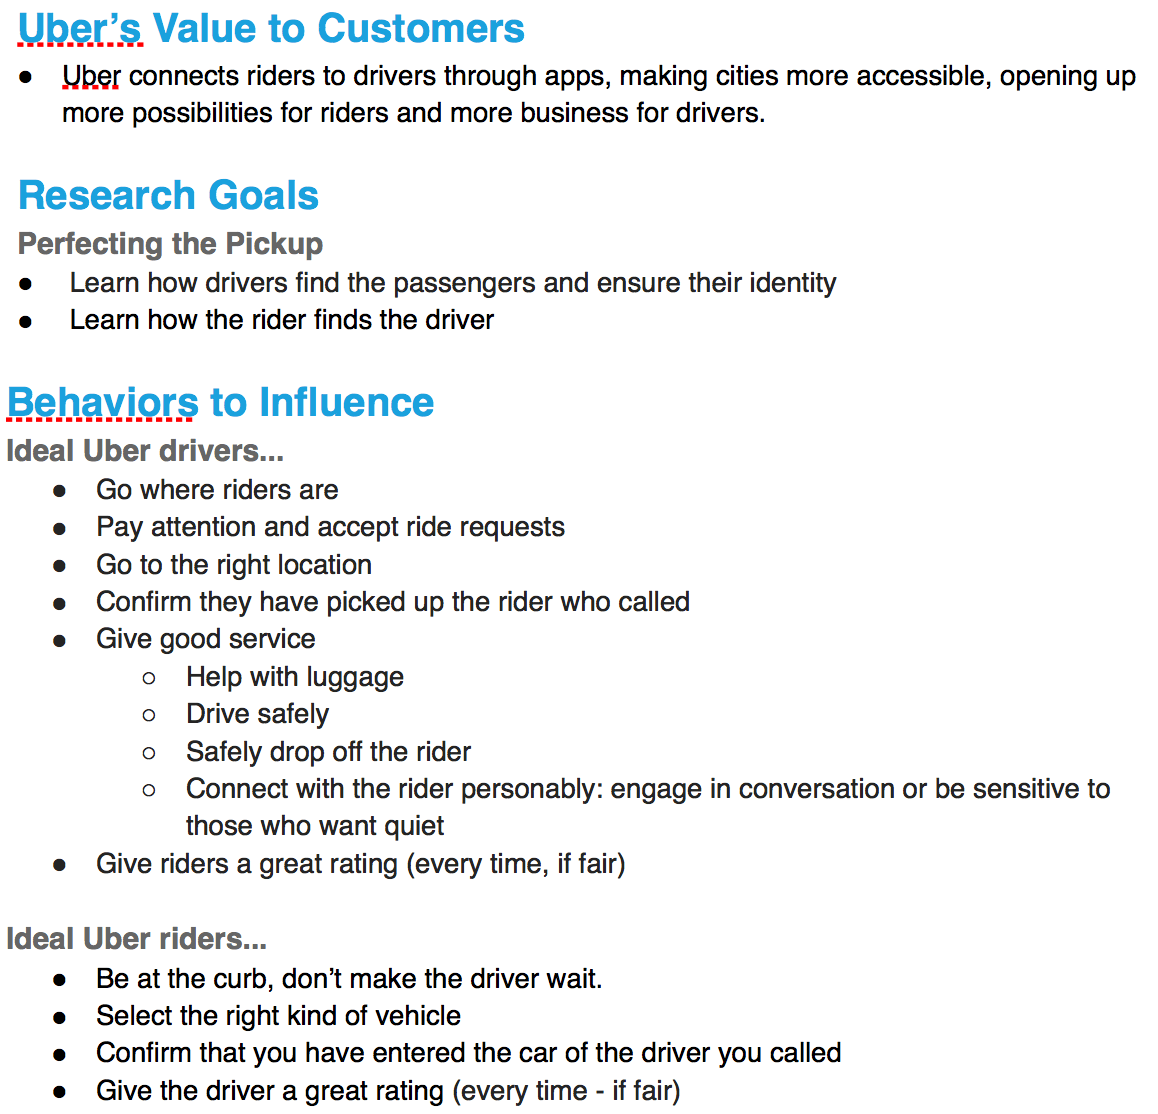 Uber's Value to Customers
● Uber connects riders to drivers through apps, making cities more accessible, opening up
more possibilities for riders and more business for drivers.
Research Goals
Perfecting the Pickup
● Learn how drivers find the passengers and ensure their identity
● Learn how the rider finds the driver
Behaviors to Influence
Ideal Uber drivers...
● Go where riders are
● Pay attention and accept ride requests
● Go to the right location
● Confirm they have picked up the rider who called
● Give good service
○ Help with luggage
○ Drive safely
○ Safely drop off the rider
○ Connect with the rider personably: engage in conversation or be sensitive to
those who want quiet
● Give riders a great rating (every time, if fair)
Ideal Uber riders...
● Be at the curb, don't make the driver wait.
● Select the right kind of vehicle
● Confirm that you have entered the car of the driver you called
● Give the driver a great rating (every time - if fair)